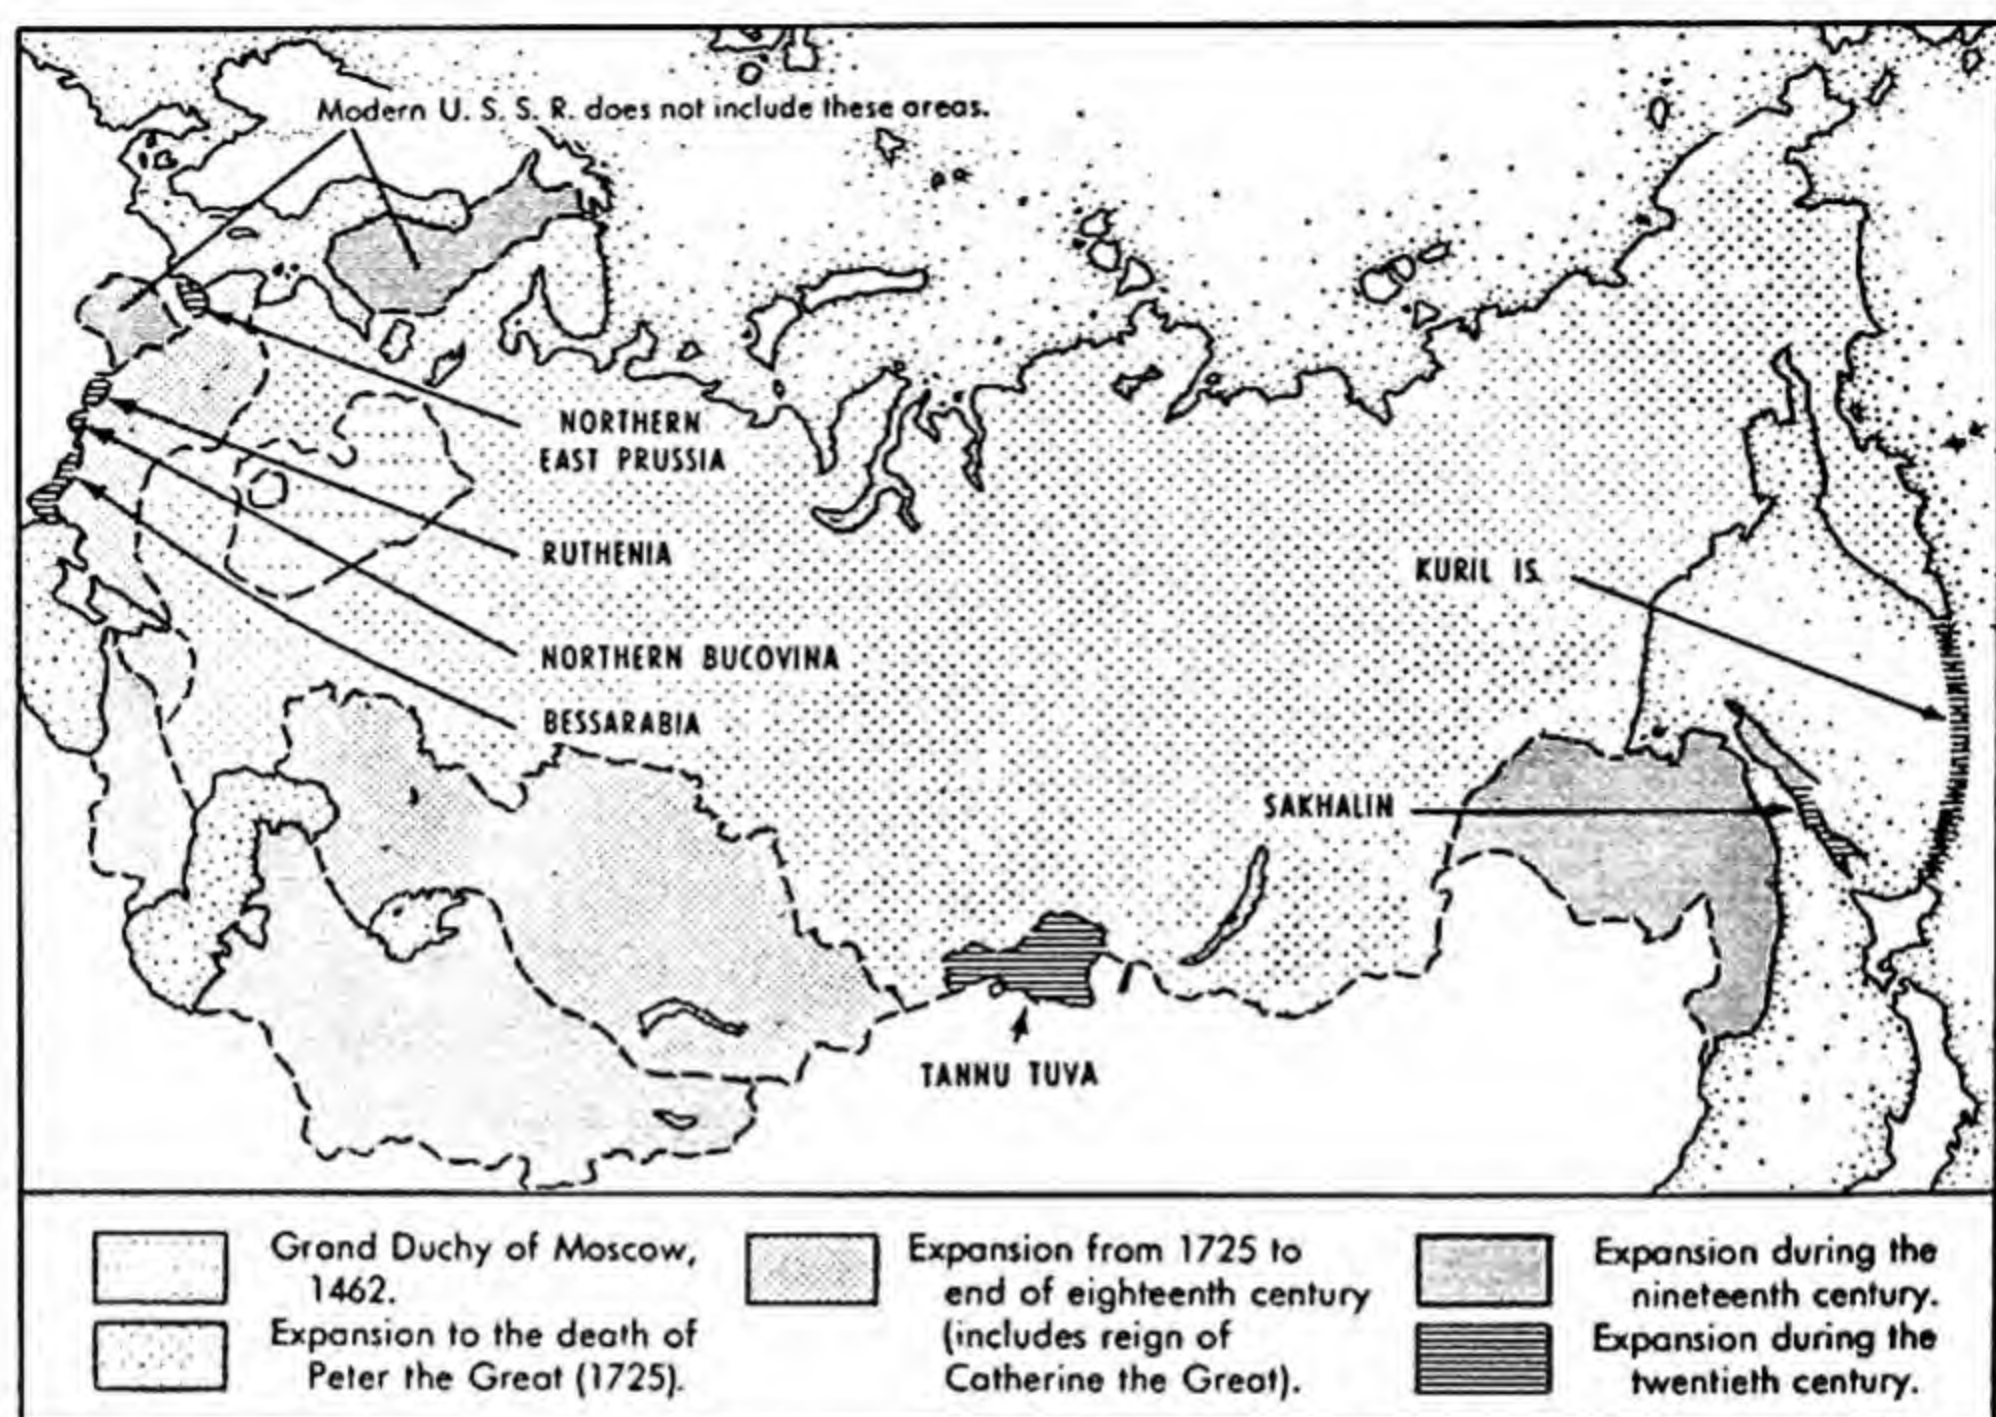 Modern U. S. S. R. does not include these areas.
NORTHERN
EAST PRUSSIA
RUTHENIA
KURIL IS.
NORTHERN BUCOVINA
BESSARABIA
SAKHALIN
TANNU TUVA
Grand Duchy of Moscow,
1462.
Expansion to the death of
Peter the Great (1725).
Expansion from 1725 to
end of eighteenth century
(includes reign of
Catherine the Great).
Expansion during the
nineteenth century.
Expansion during the
twentieth century.